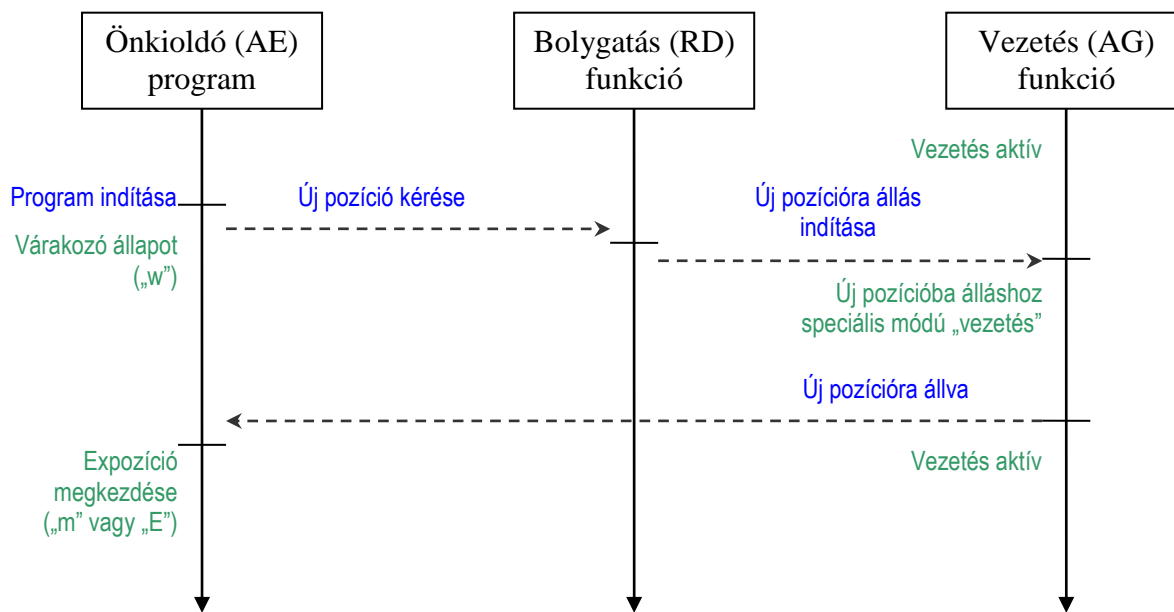 Önkioldó (AE)
program
Bolygatás (RD)
funkció
Vezetés (AG)
funkció
Vezetés aktív
Program indítása
Új pozíció kérése
Új pozícióra állás
indítása
Várakozó állapot
(„w”)
Új pozícióba álláshoz
speciális módú „vezetés”
Új pozícióra állva
Expozíció
megkezdése
(„m” vagy „E”)
Vezetés aktív